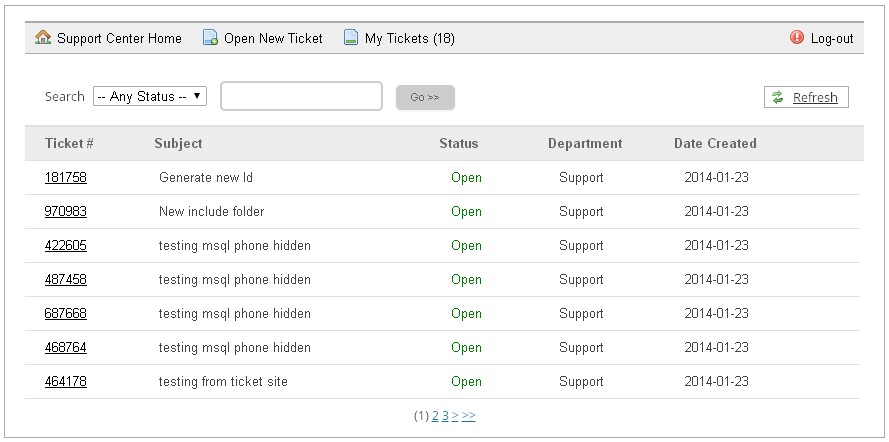 Support Center Home Open New Ticket My Tickets (18) Log-out
Search -- Any Status -- Go >> Refresh
Ticket # Subject Status Department Date Created
181758 Generate new Id Open Support 2014-01-23
970983 New include folder Open Support 2014-01-23
422605 testing msql phone hidden Open Support 2014-01-23
487458 testing msql phone hidden Open Support 2014-01-23
687668 testing msql phone hidden Open Support 2014-01-23
468764 testing msql phone hidden Open Support 2014-01-23
464178 testing from ticket site Open Support 2014-01-23
(1) 2 3 > >>